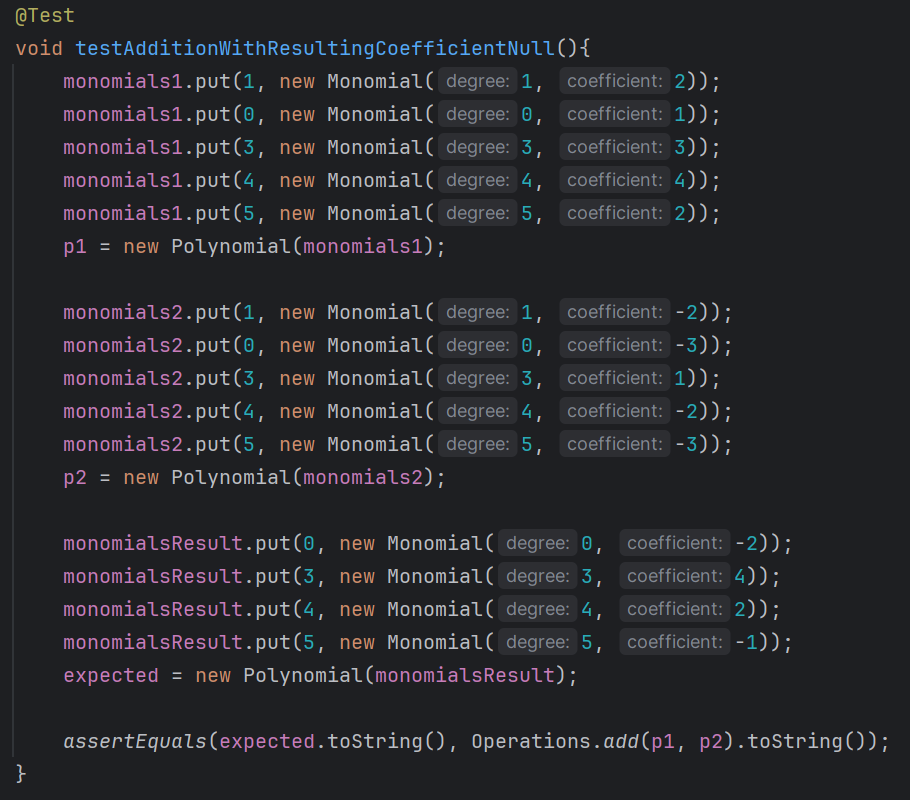 @Test
void testAdditionWithResultingCoefficientNull(){
    monomials1.put(1, new Monomial( degree: 1, coefficient: 2));
    monomials1.put(0, new Monomial( degree: 0, coefficient: 1));
    monomials1.put(3, new Monomial( degree: 3, coefficient: 3));
    monomials1.put(4, new Monomial( degree: 4, coefficient: 4));
    monomials1.put(5, new Monomial( degree: 5, coefficient: 2));
    p1 = new Polynomial(monomials1);

    monomials2.put(1, new Monomial( degree: 1, coefficient: -2));
    monomials2.put(0, new Monomial( degree: 0, coefficient: -3));
    monomials2.put(3, new Monomial( degree: 3, coefficient: 1));
    monomials2.put(4, new Monomial( degree: 4, coefficient: -2));
    monomials2.put(5, new Monomial( degree: 5, coefficient: -3));
    p2 = new Polynomial(monomials2);

    monomialsResult.put(0, new Monomial( degree: 0, coefficient: -2));
    monomialsResult.put(3, new Monomial( degree: 3, coefficient: 4));
    monomialsResult.put(4, new Monomial( degree: 4, coefficient: 2));
    monomialsResult.put(5, new Monomial( degree: 5, coefficient: -1));
    expected = new Polynomial(monomialsResult);

    assertEquals(expected.toString(), Operations.add(p1, p2).toString());
}